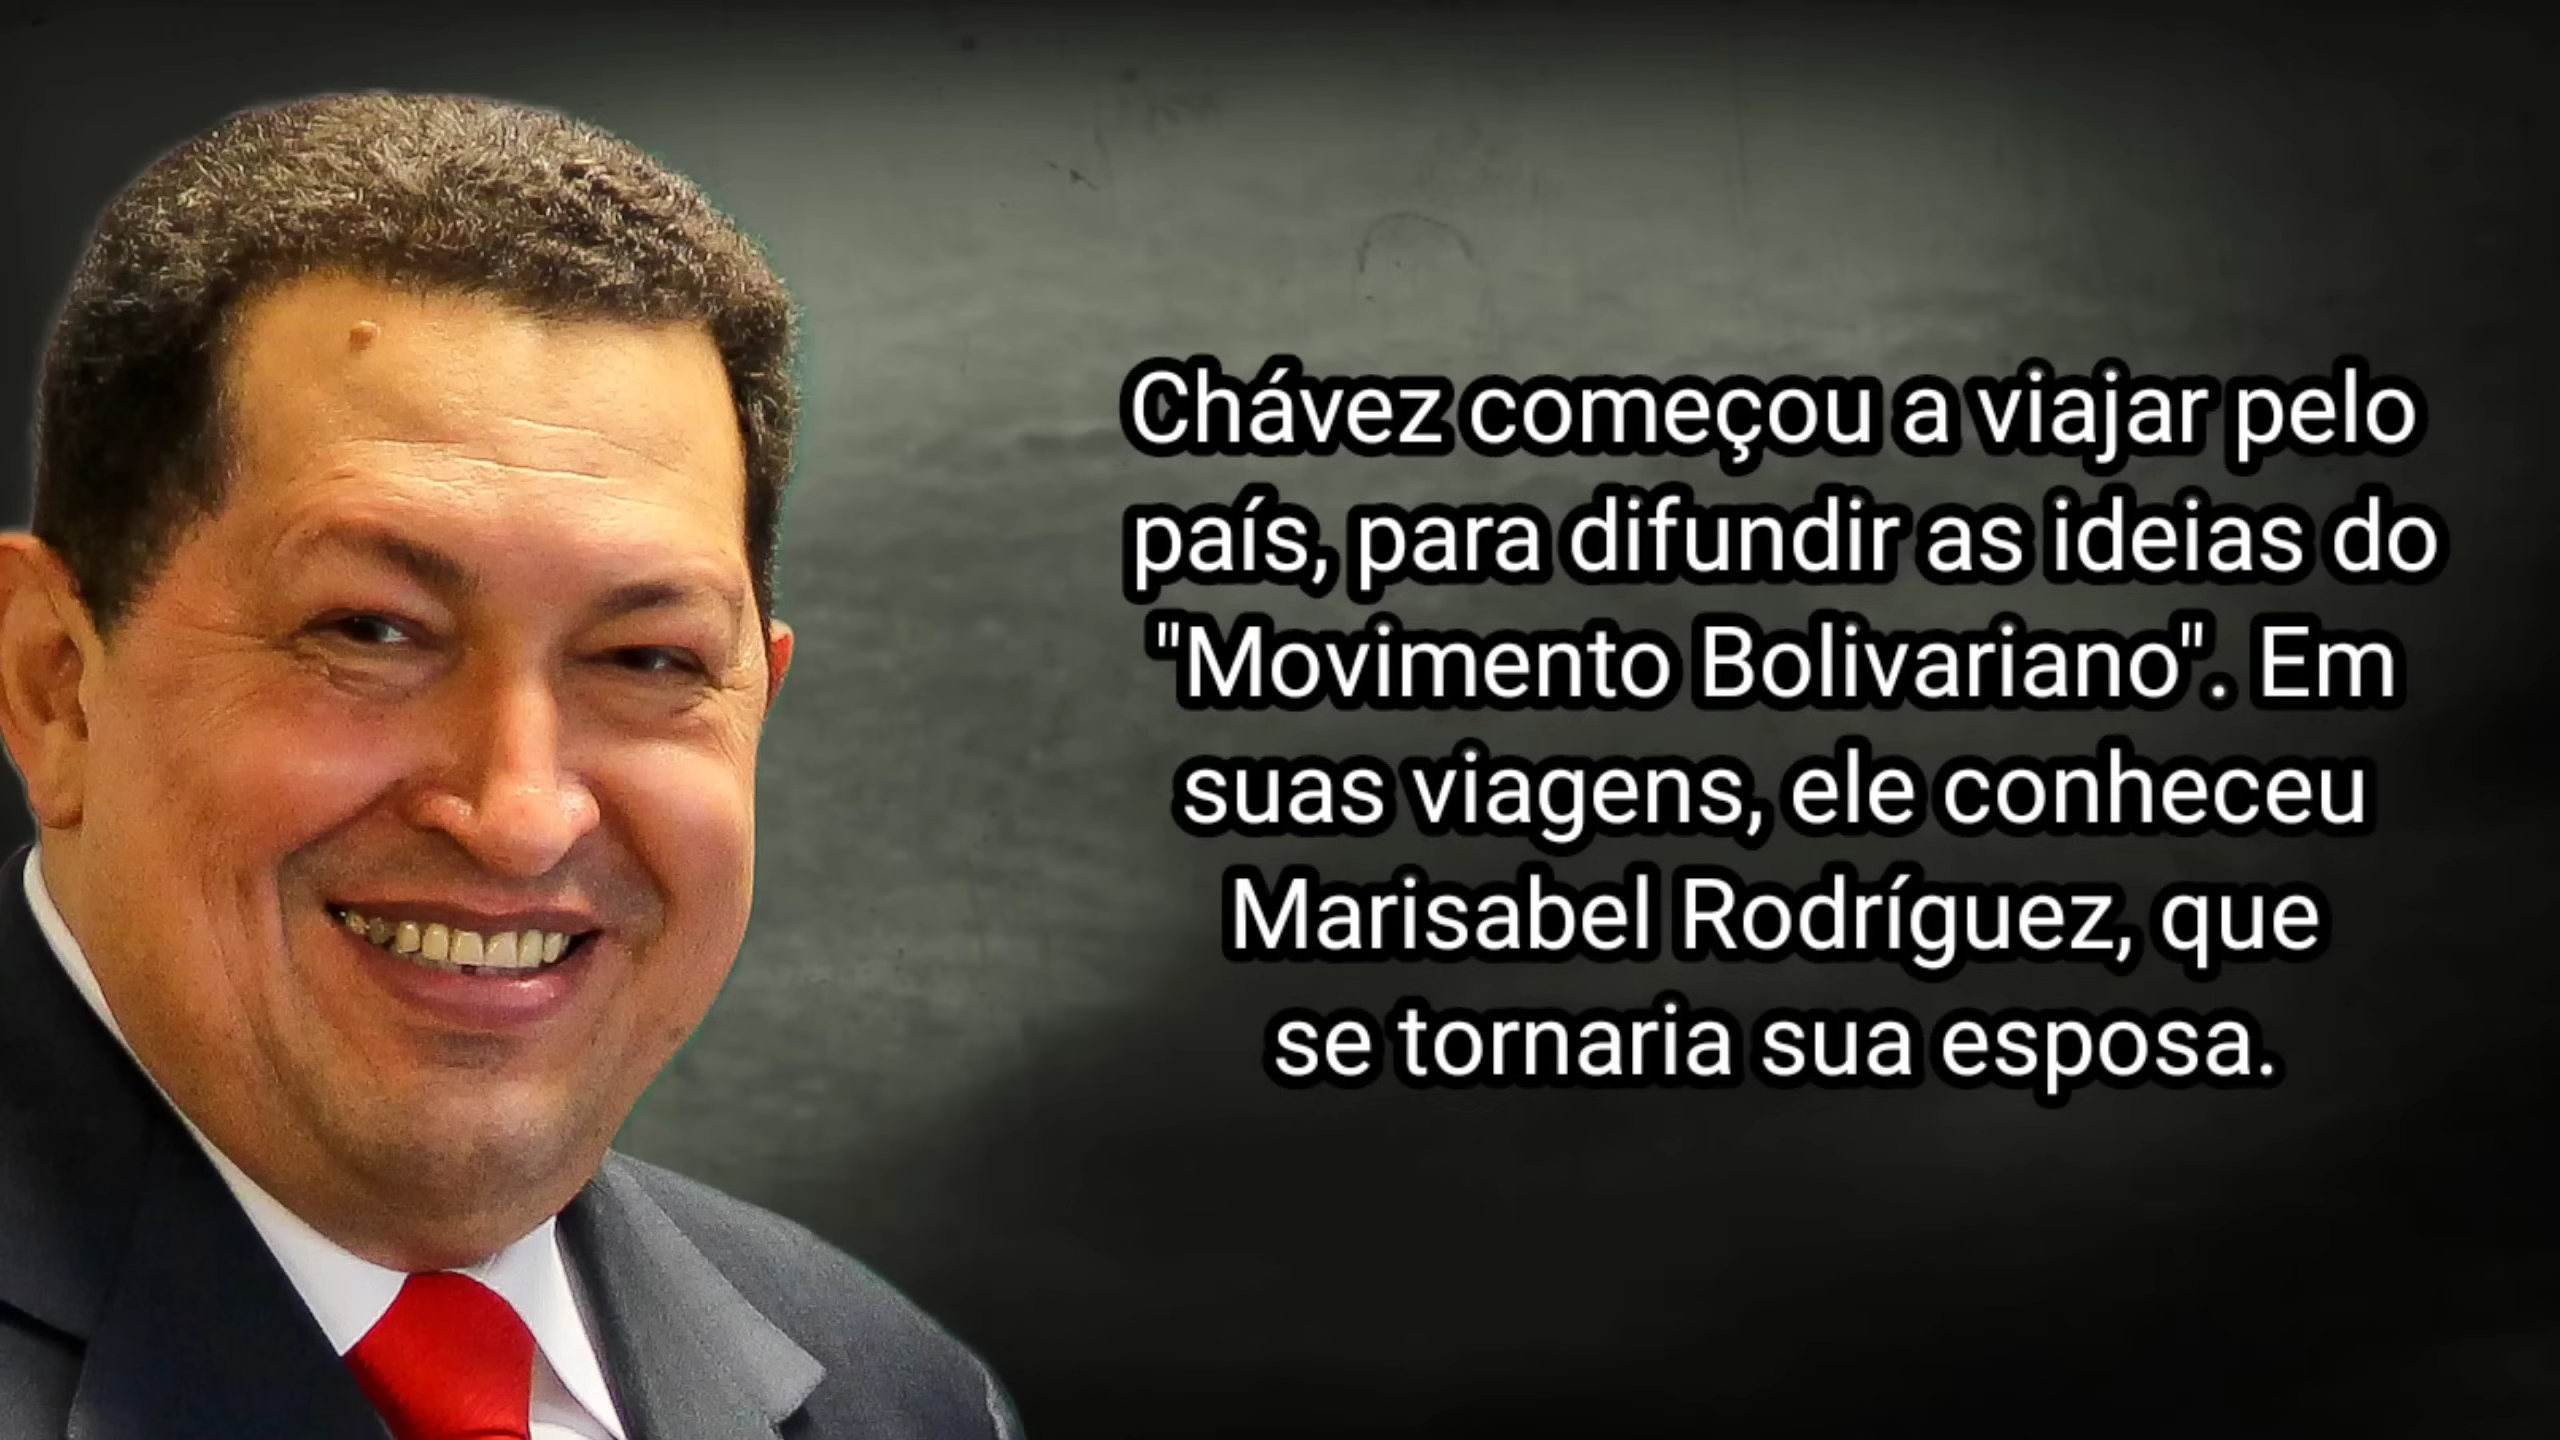 Chávez começou a viajar pelo
país, para difundir as ideias do
"Movimento Bolivariano". Em
suas viagens, ele conheceu
Marisabel Rodríguez, que
se tornaria sua esposa.